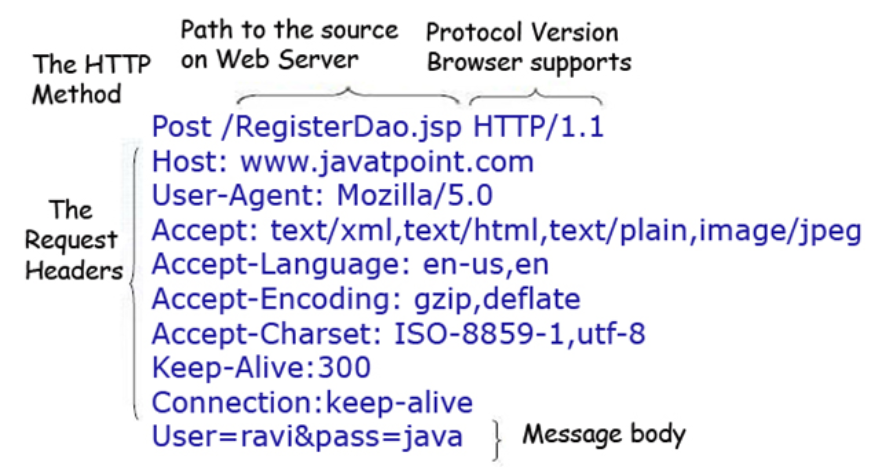 Path to the source
on Web Server
Protocol Version
Browser supports
The HTTP
Method
Post /RegisterDao.jsp HTTP/1.1
Host: www.javatpoint.com
User-Agent: Mozilla/5.0
Accept: text/xml,text/html,text/plain,image/jpeg
Accept-Language: en-us,en
Accept-Encoding: gzip,deflate
Accept-Charset: ISO-8859-1,utf-8
Keep-Alive:300
Connection:keep-alive
The
Request
Headers
User=ravi&pass=java
Message body